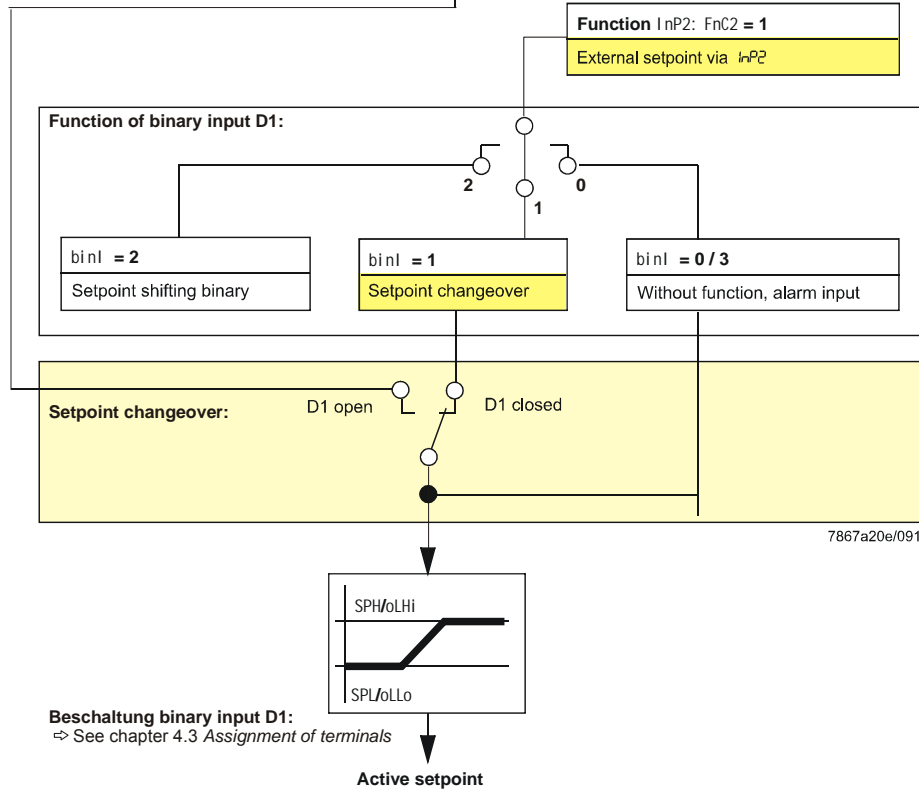 Function InP2: FnC2 = 1
External setpoint via InP2
Function of binary input D1:
2
0
1
binI = 2
Setpoint shifting binary
binI = 1
Setpoint changeover
binI = 0 / 3
Without function, alarm input
Setpoint changeover:
D1 open
D1 closed
7867a20e/091
SPH/oLHi
SPL/oLLo
Beschaltung binary input D1:
⇨ See chapter 4.3 Assignment of terminals
Active setpoint